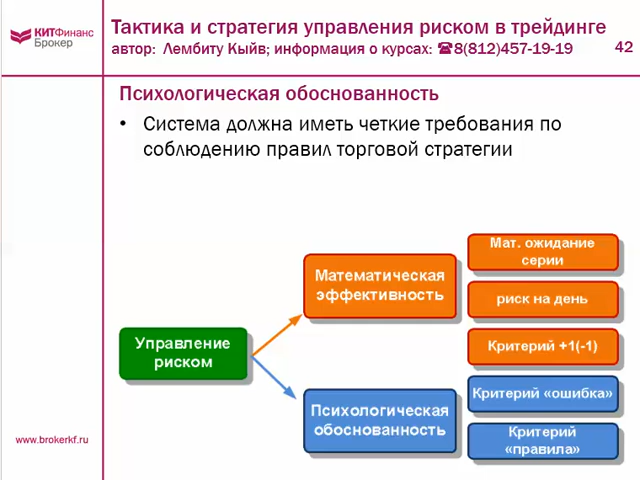 КИТФинанс
Брокер
Тактика и стратегия управления риском в трейдинге
автор: Лембиту Кыйв; информация о курсах: ☎8(812)457-19-19
42
Психологическая обоснованность
• Система должна иметь четкие требования по
соблюдению правил торговой стратегии
Управление
риском
Математическая
эффективность
Мат. ожидание
серии
риск на день
Критерий +1(-1)
Психологическая
обоснованность
Критерий «ошибка»
Критерий
«правила»
www.brokerkf.ru